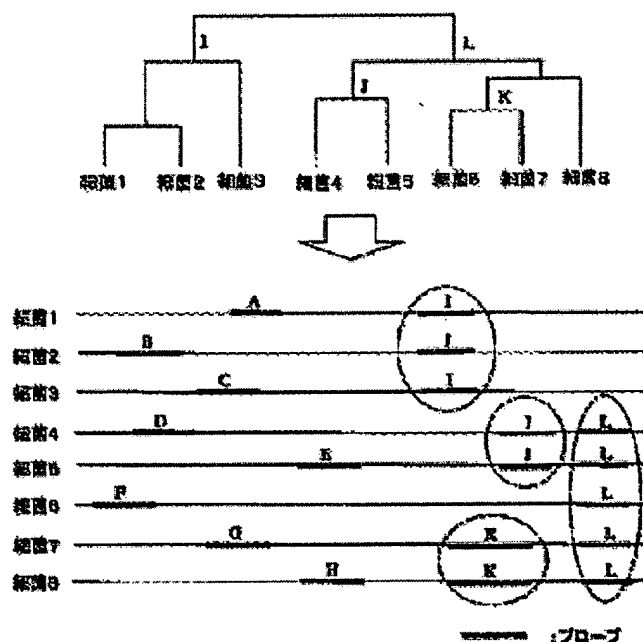 I L
J
K
細菌1 細菌2 細菌3 細菌4 細菌5 細菌6 細菌7 細菌8
細菌1 A I
細菌2 B I
細菌3 C I
細菌4 D J L
細菌5 E J L
細菌6 F L
細菌7 G K L
細菌8 H K L
:プローブ